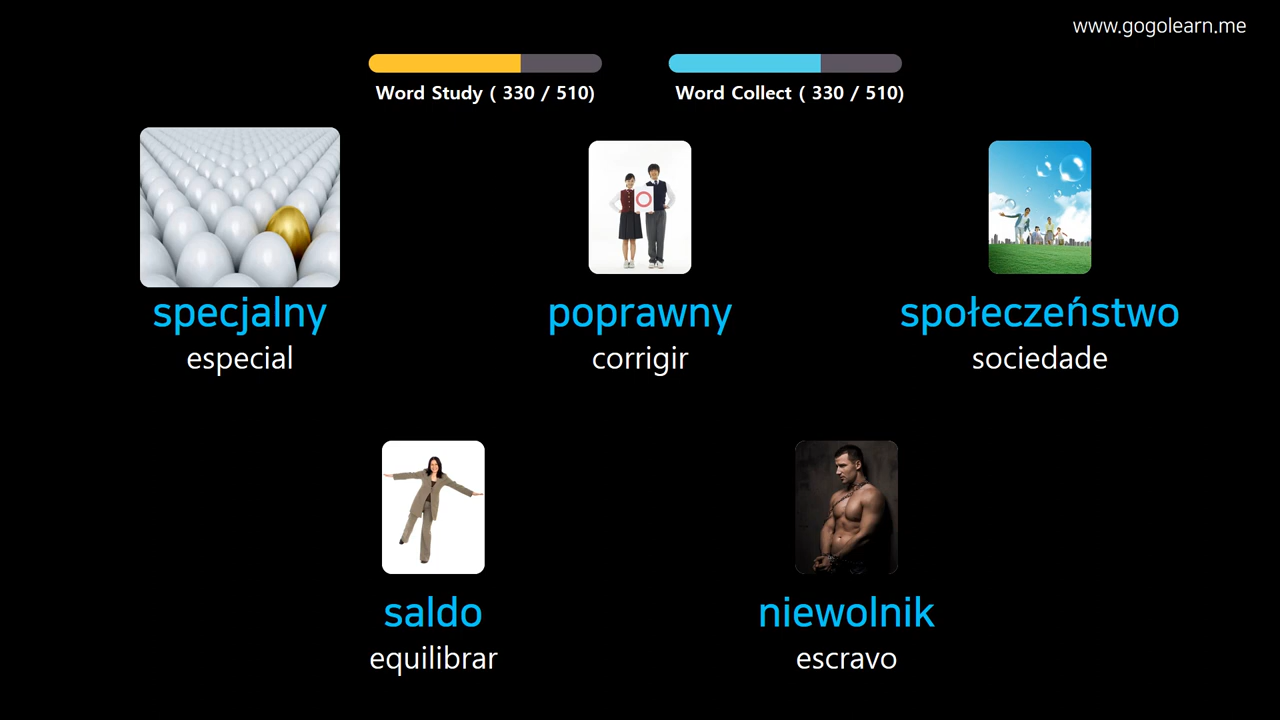 www.gogolearn.me
Word Study ( 330 / 510)
Word Collect ( 330 / 510)
specjalny
especial
poprawny
corrigir
społeczeństwo
sociedade
saldo
equilibrar
niewolnik
escravo